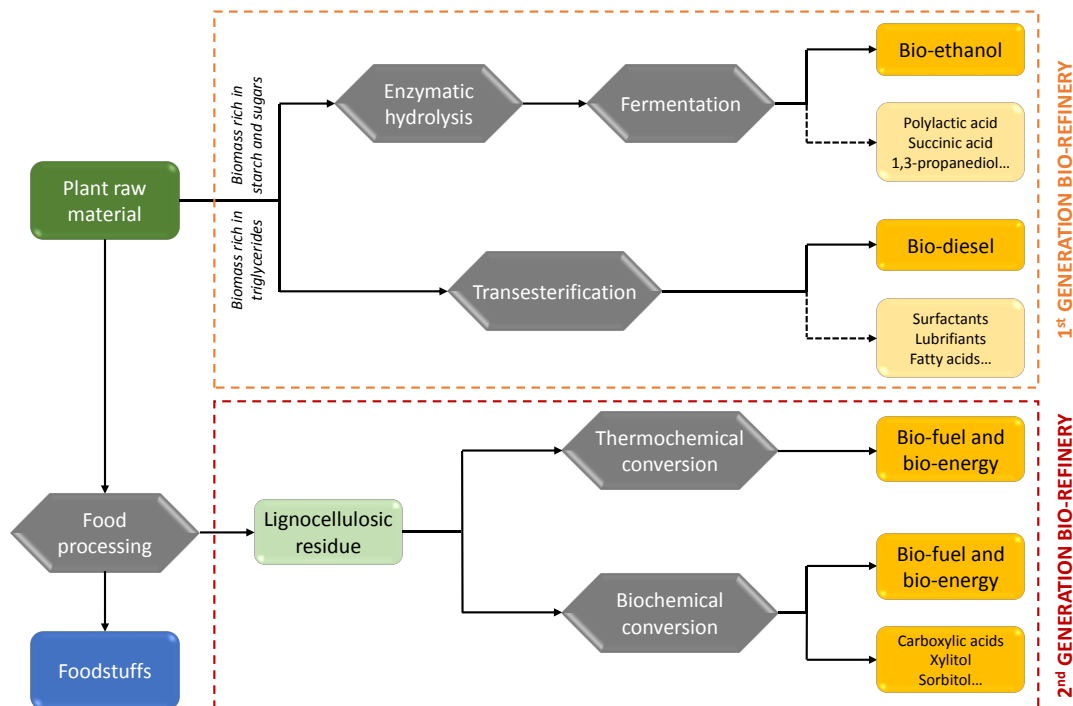 Plant raw
material
Biomass rich in
starch and sugars
Biomass rich in
triglycerides
Enzymatic
hydrolysis
Fermentation
Bio-ethanol
Polylactic acid
Succinic acid
1,3-propanediol...
Transesterification
Bio-diesel
Surfactants
Lubrifiants
Fatty acids...
1st GENERATION BIO-REFINERY
Food
processing
Foodstuffs
Lignocellulosic
residue
Thermochemical
conversion
Bio-fuel and
bio-energy
Biochemical
conversion
Bio-fuel and
bio-energy
Carboxylic acids
Xylitol
Sorbitol...
2nd GENERATION BIO-REFINERY